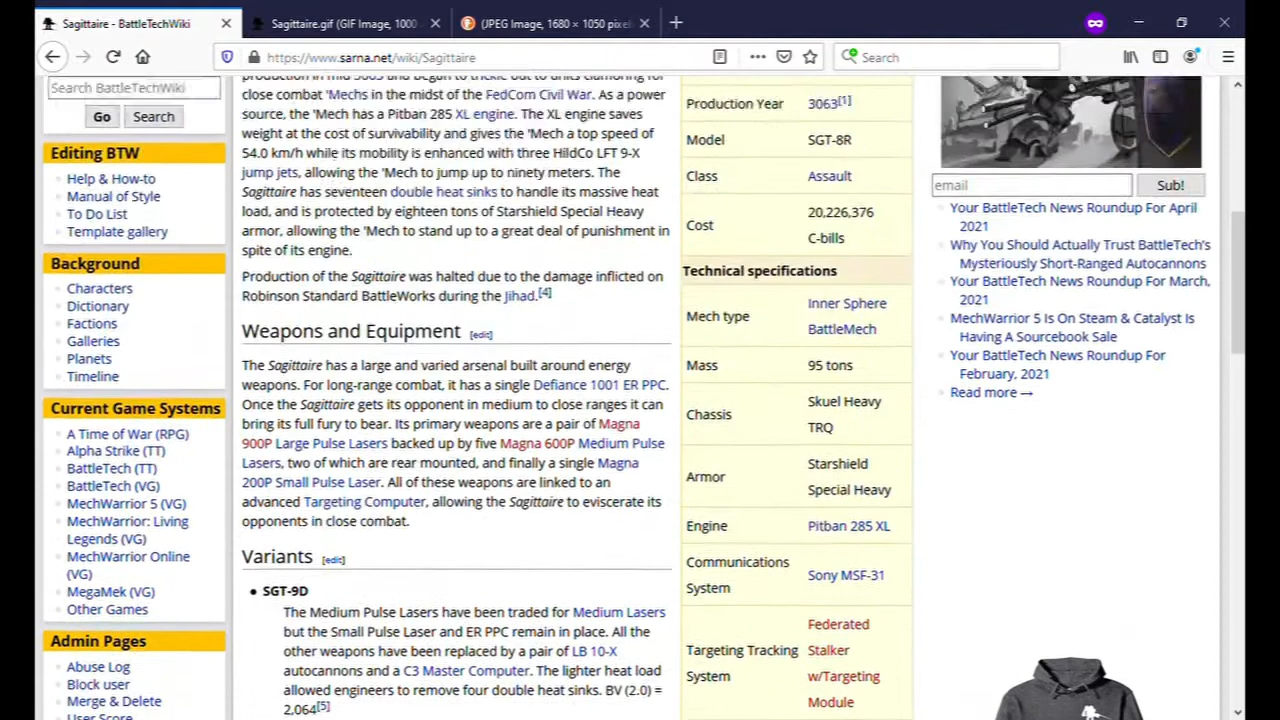 Sagittaire - BattleTechWiki
Sagittaire.gif (GIF Image, 1000
(JPEG Image, 1680 × 1050 pixel
https://www.sarna.net/wiki/Sagittaire
Search
Search BattleTechWiki
Go Search
Editing BTW
Help & How-to
Manual of Style
To Do List
Template gallery
Background
Characters
Dictionary
Factions
Galleries
Planets
Timeline
Current Game Systems
A Time of War (RPG)
Alpha Strike (TT)
BattleTech (TT)
BattleTech (VG)
MechWarrior 5 (VG)
MechWarrior: Living
Legends (VG)
MechWarrior Online
(VG)
MegaMek (VG)
Other Games
Admin Pages
Abuse Log
Block user
Merge & Delete
User Score
production in mid 3063 and began to trickle out to units clamoring for
close combat 'Mechs in the midst of the FedCom Civil War. As a power
source, the 'Mech has a Pitban 285 XL engine. The XL engine saves
weight at the cost of survivability and gives the 'Mech a top speed of
54.0 km/h while its mobility is enhanced with three HildCo LFT 9-X
jump jets, allowing the 'Mech to jump up to ninety meters. The
Sagittaire has seventeen double heat sinks to handle its massive heat
load, and is protected by eighteen tons of Starshield Special Heavy
armor, allowing the 'Mech to stand up to a great deal of punishment in
spite of its engine.
Production of the Sagittaire was halted due to the damage inflicted on
Robinson Standard BattleWorks during the Jihad.[4]
Weapons and Equipment [edit]
The Sagittaire has a large and varied arsenal built around energy
weapons. For long-range combat, it has a single Defiance 1001 ER PPC.
Once the Sagittaire gets its opponent in medium to close ranges it can
bring its full fury to bear. Its primary weapons are a pair of Magna
900P Large Pulse Lasers backed up by five Magna 600P Medium Pulse
Lasers, two of which are rear mounted, and finally a single Magna
200P Small Pulse Laser. All of these weapons are linked to an
advanced Targeting Computer, allowing the Sagittaire to eviscerate its
opponents in close combat.
Variants [edit]
SGT-9D
The Medium Pulse Lasers have been traded for Medium Lasers
but the Small Pulse Laser and ER PPC remain in place. All the
other weapons have been replaced by a pair of LB 10-X
autocannons and a C3 Master Computer. The lighter heat load
allowed engineers to remove four double heat sinks. BV (2.0) =
2,064[5]
Production Year 3063[1]
Model SGT-8R
Class Assault
Cost 20,226,376
C-bills
Technical specifications
Mech type Inner Sphere
BattleMech
Mass 95 tons
Chassis Skuel Heavy
TRQ
Armor Starshield
Special Heavy
Engine Pitban 285 XL
Communications
System Sony MSF-31
Targeting Tracking
System Federated
Stalker
w/Targeting
Module
email Sub!
Your BattleTech News Roundup For April
2021
Why You Should Actually Trust BattleTech's
Mysteriously Short-Ranged Autocannons
Your BattleTech News Roundup For March,
2021
MechWarrior 5 Is On Steam & Catalyst Is
Having A Sourcebook Sale
Your BattleTech News Roundup For
February, 2021
Read more →